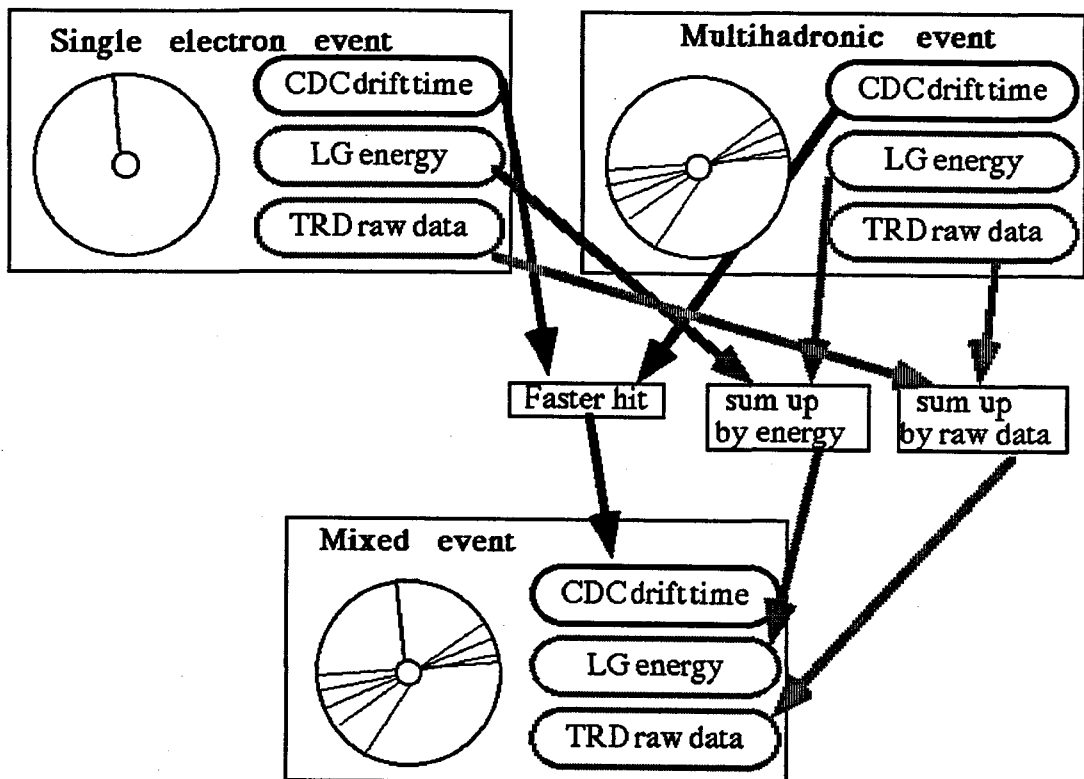 Single electron event
CDC drift time
LG energy
TRD raw data
Multihadronic event
CDC drift time
LG energy
TRD raw data
Faster hit
sum up
by energy
sum up
by raw data
Mixed event
CDC drift time
LG energy
TRD raw data